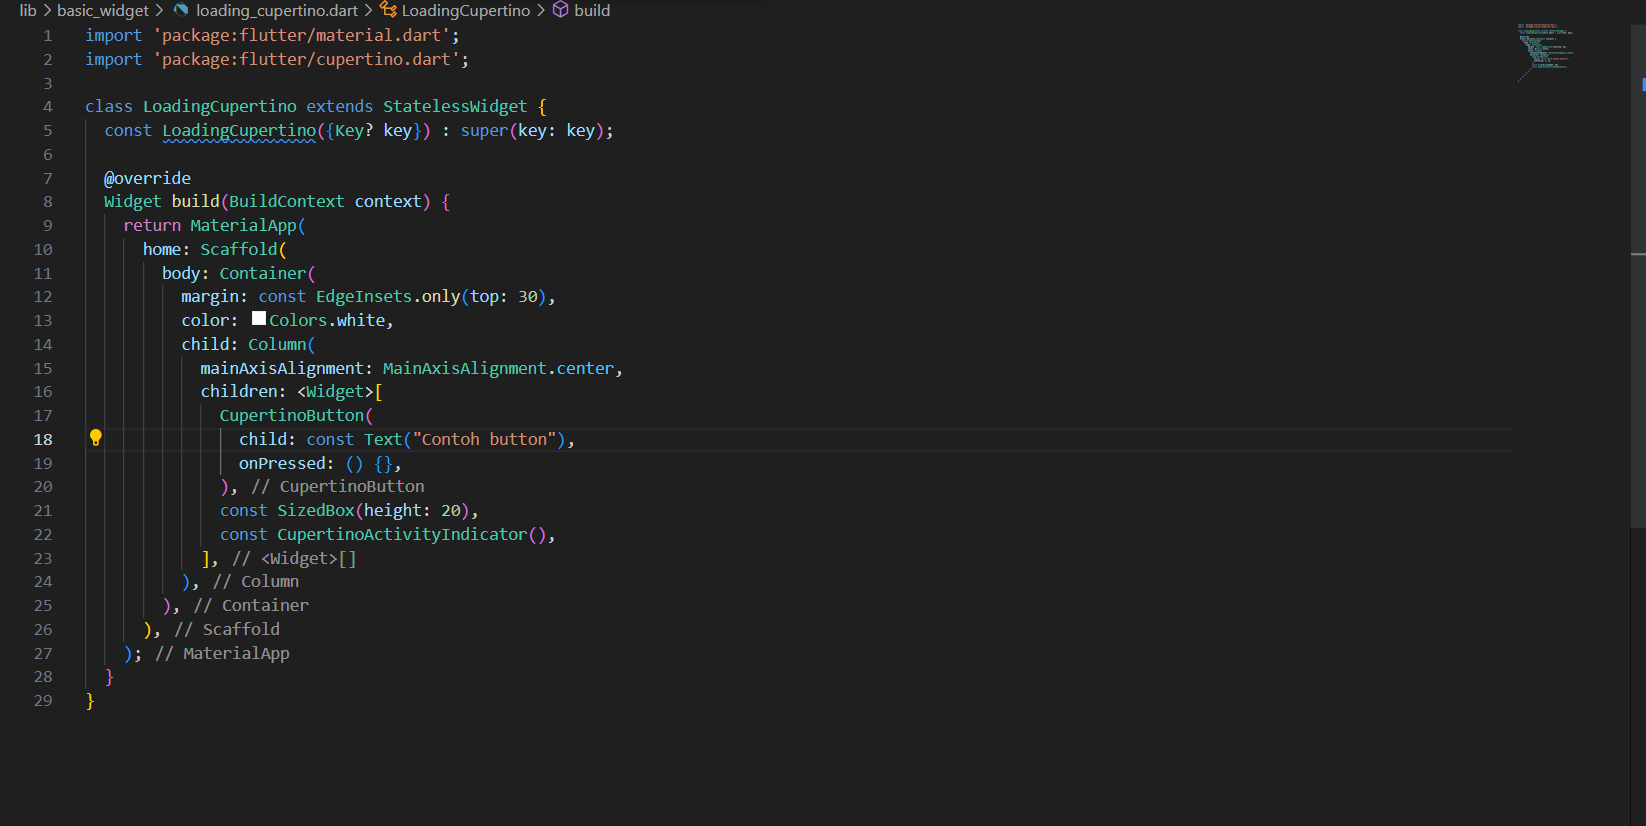 lib > basic_widget > loading_cupertino.dart > LoadingCupertino > build
1 import 'package:flutter/material.dart';
2 import 'package:flutter/cupertino.dart';
3
4 class LoadingCupertino extends StatelessWidget {
5   const LoadingCupertino({Key? key}) : super(key: key);
6
7   @override
8   Widget build(BuildContext context) {
9     return MaterialApp(
10       home: Scaffold(
11         body: Container(
12           margin: const EdgeInsets.only(top: 30),
13           color: Colors.white,
14           child: Column(
15             mainAxisAlignment: MainAxisAlignment.center,
16             children: <Widget>[
17               CupertinoButton(
18                 child: const Text("Contoh button"),
19                 onPressed: () {},
20               ), // CupertinoButton
21               const SizedBox(height: 20),
22               const CupertinoActivityIndicator(),
23             ], // <Widget>[]
24           ), // Column
25         ), // Container
26       ), // Scaffold
27     ); // MaterialApp
28   }
29 }